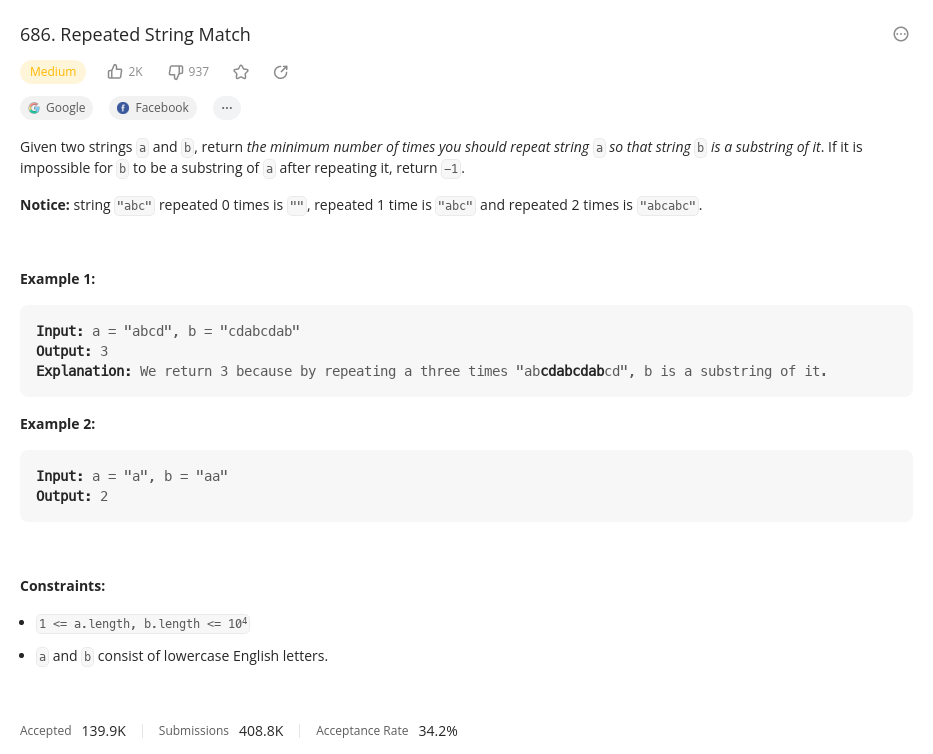 686. Repeated String Match
Medium 2K 937
Google Facebook ...
Given two strings a and b, return the minimum number of times you should repeat string a so that string b is a substring of it. If it is
impossible for b to be a substring of a after repeating it, return -1.
Notice: string "abc" repeated 0 times is "", repeated 1 time is "abc" and repeated 2 times is "abcabc".
Example 1:
Input: a = "abcd", b = "cdabcdab"
Output: 3
Explanation: We return 3 because by repeating a three times "abcdabcdabcd", b is a substring of it.
Example 2:
Input: a = "a", b = "aa"
Output: 2
Constraints:
• 1 <= a.length, b.length <= 10⁴
• a and b consist of lowercase English letters.
Accepted 139.9K Submissions 408.8K Acceptance Rate 34.2%